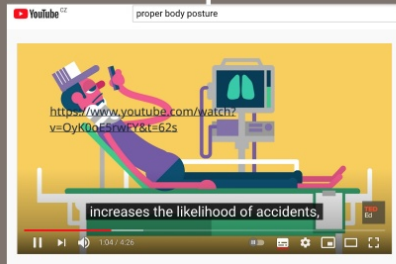 YouTube CZ
proper body posture
https://www.youtube.com/watch?
v=OyK0oE5rwFY&t=62s
increases the likelihood of accidents,
TED
Ed
1:04 / 4:26